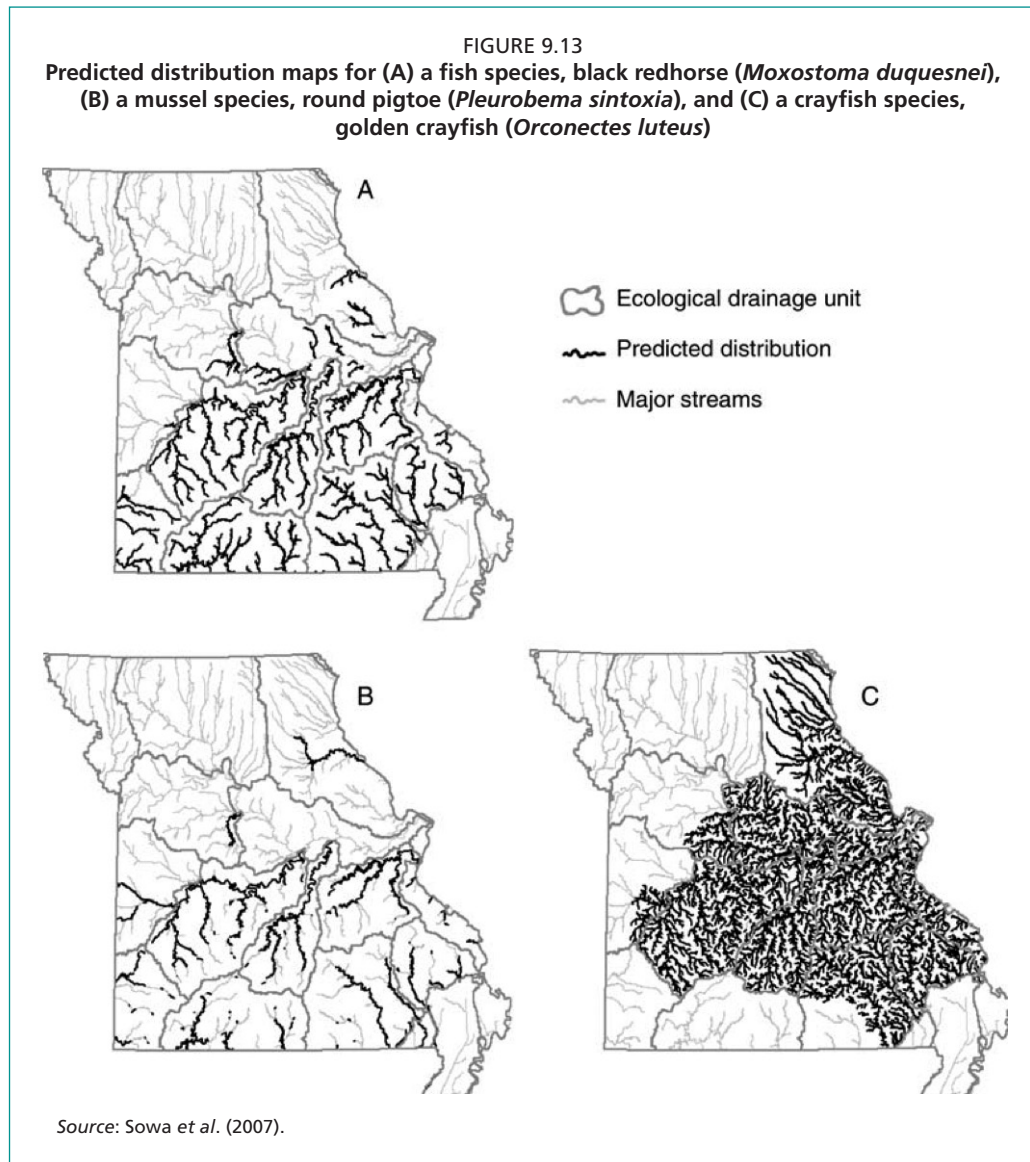 FIGURE 9.13
Predicted distribution maps for (A) a fish species, black redhorse (Moxostoma duquesnei),
(B) a mussel species, round pigtoe (Pleurobema sintoxia), and (C) a crayfish species,
golden crayfish (Orconectes luteus)
A
Ecological drainage unit
Predicted distribution
Major streams
B
C
Source: Sowa et al. (2007).